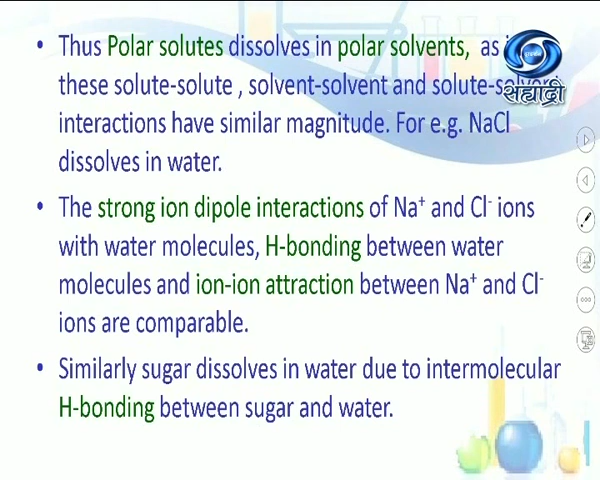 • Thus Polar solutes dissolves in polar solvents, as i
these solute-solute , solvent-solvent and solute-solvent
सह्याद्री
interactions have similar magnitude. For e.g. NaCl
dissolves in water.
• The strong ion dipole interactions of Na⁺ and Cl⁻ ions
with water molecules, H-bonding between water
molecules and ion-ion attraction between Na⁺ and Cl⁻
ions are comparable.
• Similarly sugar dissolves in water due to intermolecular
H-bonding between sugar and water.